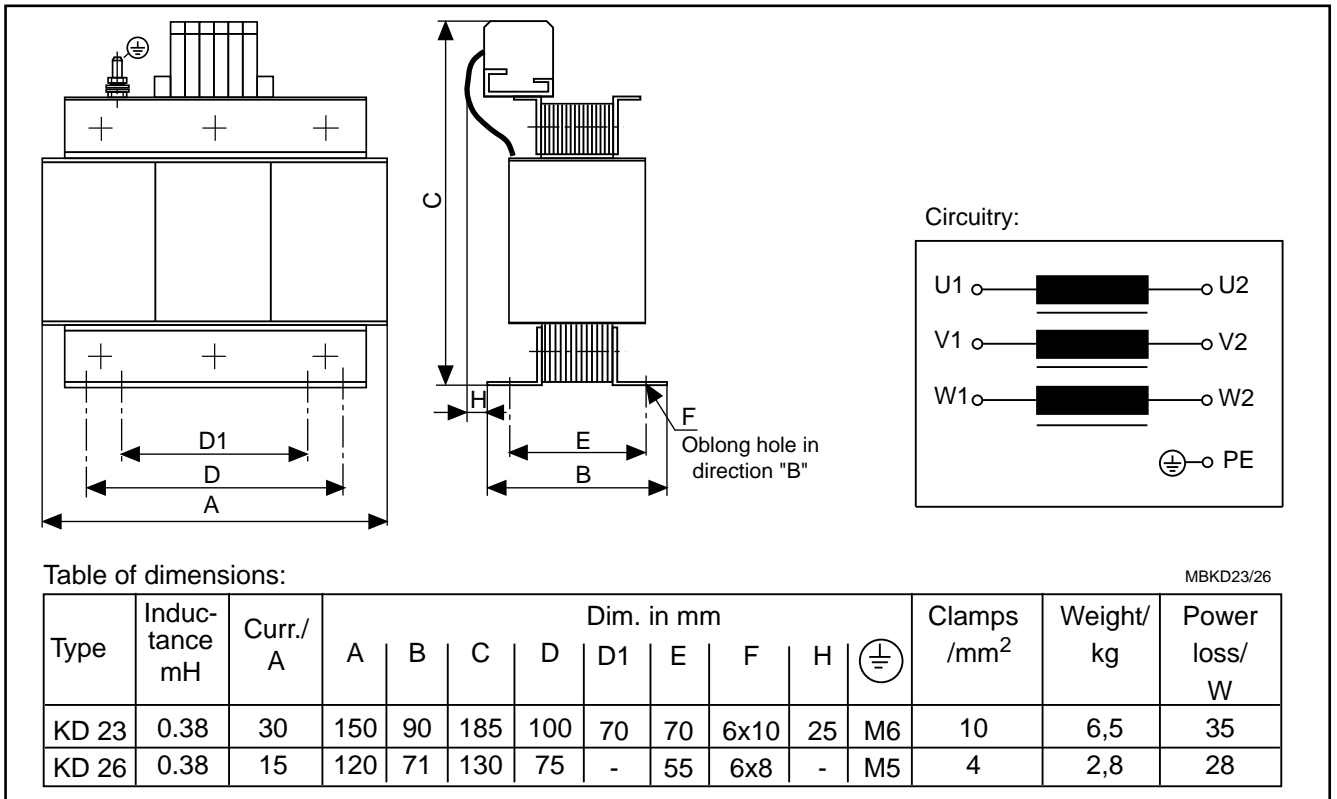 C
H
F
Oblong hole in
direction "B"
E
B
D1
D
A
Circuitry:
U1 U2
V1 V2
W1 W2
PE
Table of dimensions:
MBKD23/26
Type Induc-tance mH Curr./ A Dim. in mm Clamps /mm² Weight/ kg Power loss/ W
A B C D D1 E F H
KD 23 0.38 30 150 90 185 100 70 70 6x10 25 M6 10 6,5 35
KD 26 0.38 15 120 71 130 75 - 55 6x8 - M5 4 2,8 28